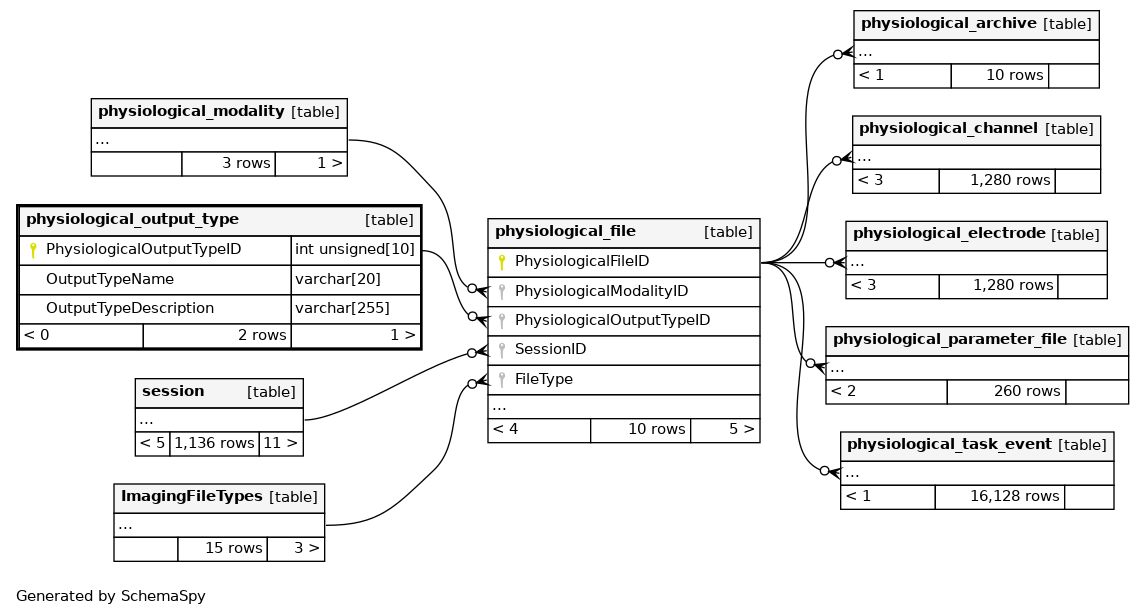 physiological_modality [table]
...
3 rows 1 >
physiological_output_type [table]
PhysiologicalOutputTypeID int unsigned[10]
OutputTypeName varchar[20]
OutputTypeDescription varchar[255]
< 0 2 rows 1 >
session [table]
...
< 5 1,136 rows 11 >
ImagingFileTypes [table]
...
15 rows 3 >
physiological_file [table]
PhysiologicalFileID
PhysiologicalModalityID
PhysiologicalOutputTypeID
SessionID
FileType
...
< 4 10 rows 5 >
physiological_archive [table]
...
< 1 10 rows
physiological_channel [table]
...
< 3 1,280 rows
physiological_electrode [table]
...
< 3 1,280 rows
physiological_parameter_file [table]
...
< 2 260 rows
physiological_task_event [table]
...
< 1 16,128 rows
Generated by SchemaSpy